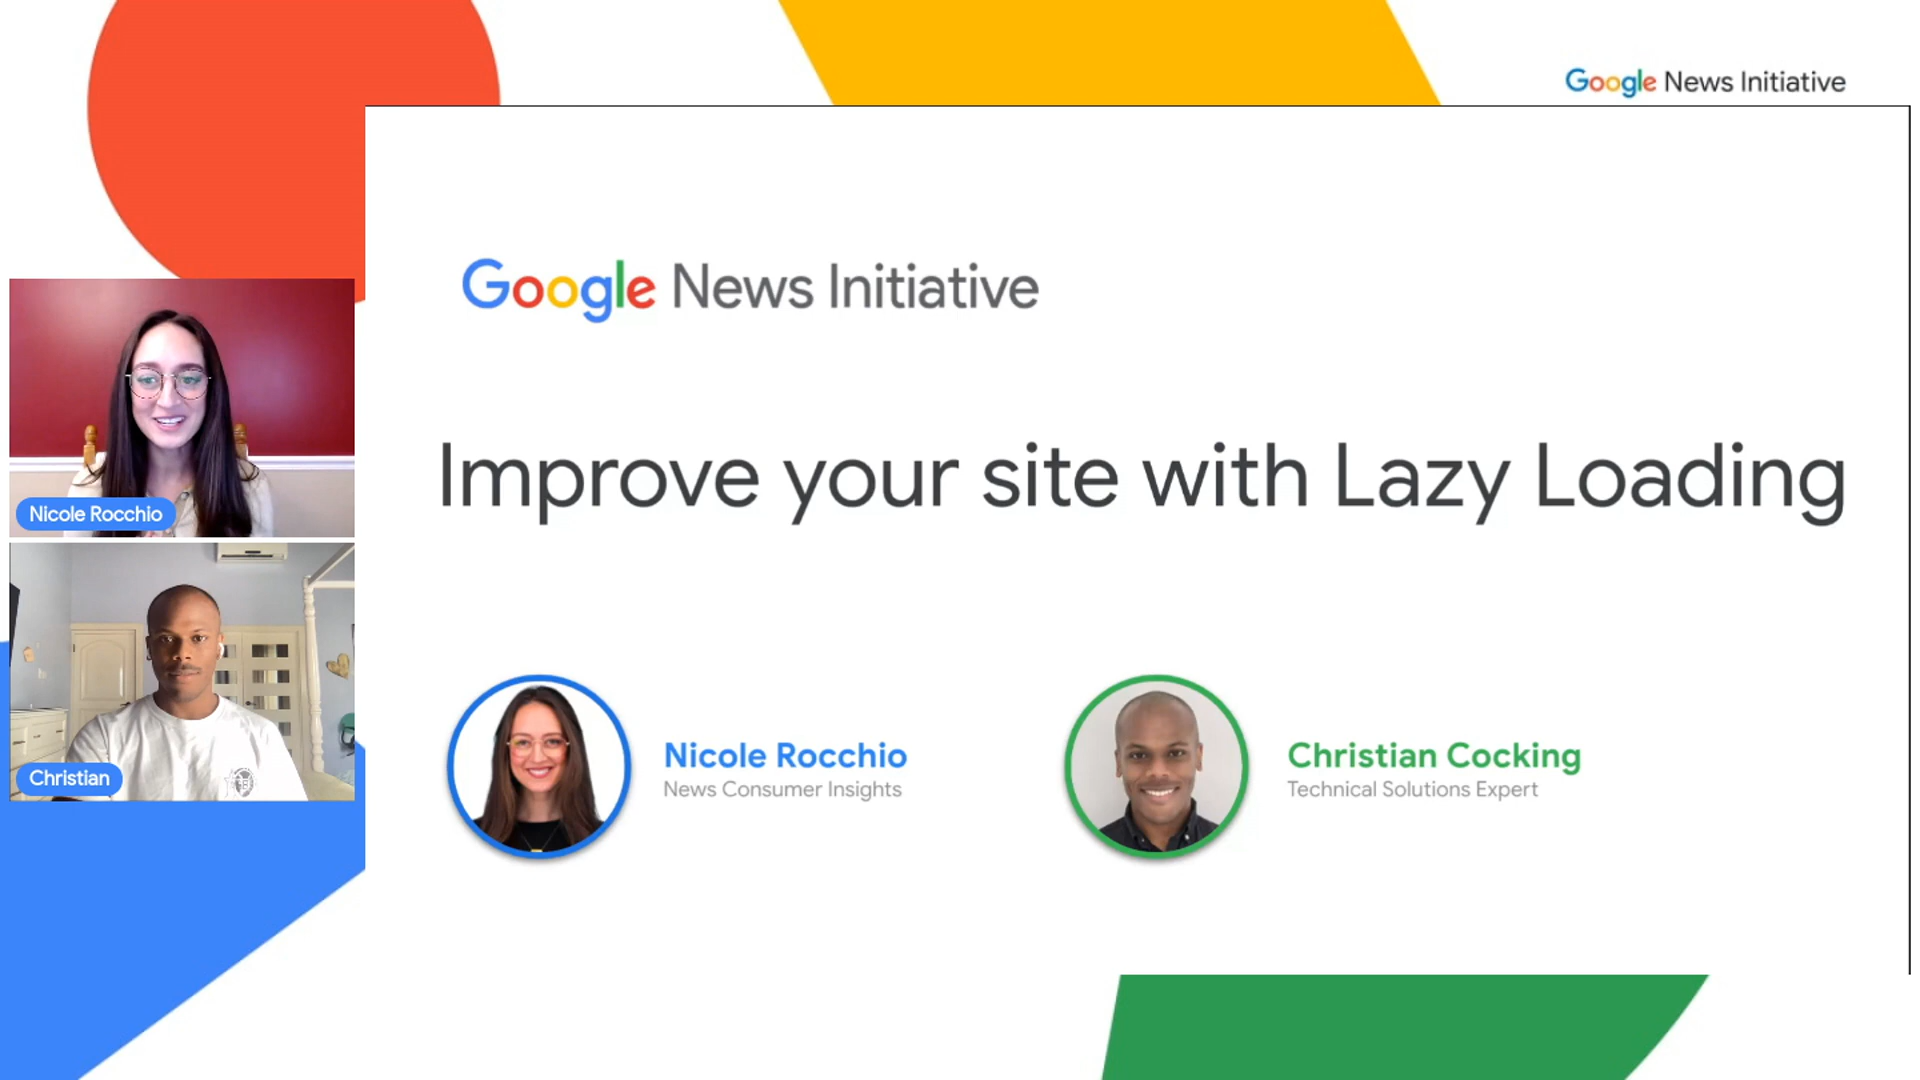 Google News Initiative
Google News Initiative
Improve your site with Lazy Loading
Nicole Rocchio
Christian
Nicole Rocchio
News Consumer Insights
Christian Cocking
Technical Solutions Expert